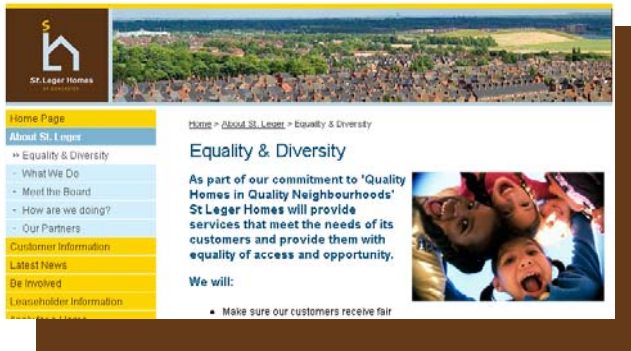 St.Leger Homes
OF DONCASTER
Home Page
About St. Leger
›› Equality & Diversity
- What We Do
- Meet the Board
- How are we doing?
- Our Partners
Customer Information
Latest News
Be Involved
Leaseholder Information
Home > About St. Leger > Equality & Diversity
Equality & Diversity
As part of our commitment to 'Quality
Homes in Quality Neighbourhoods'
St Leger Homes will provide
services that meet the needs of its
customers and provide them with
equality of access and opportunity.
We will:
• Make sure our customers receive fair